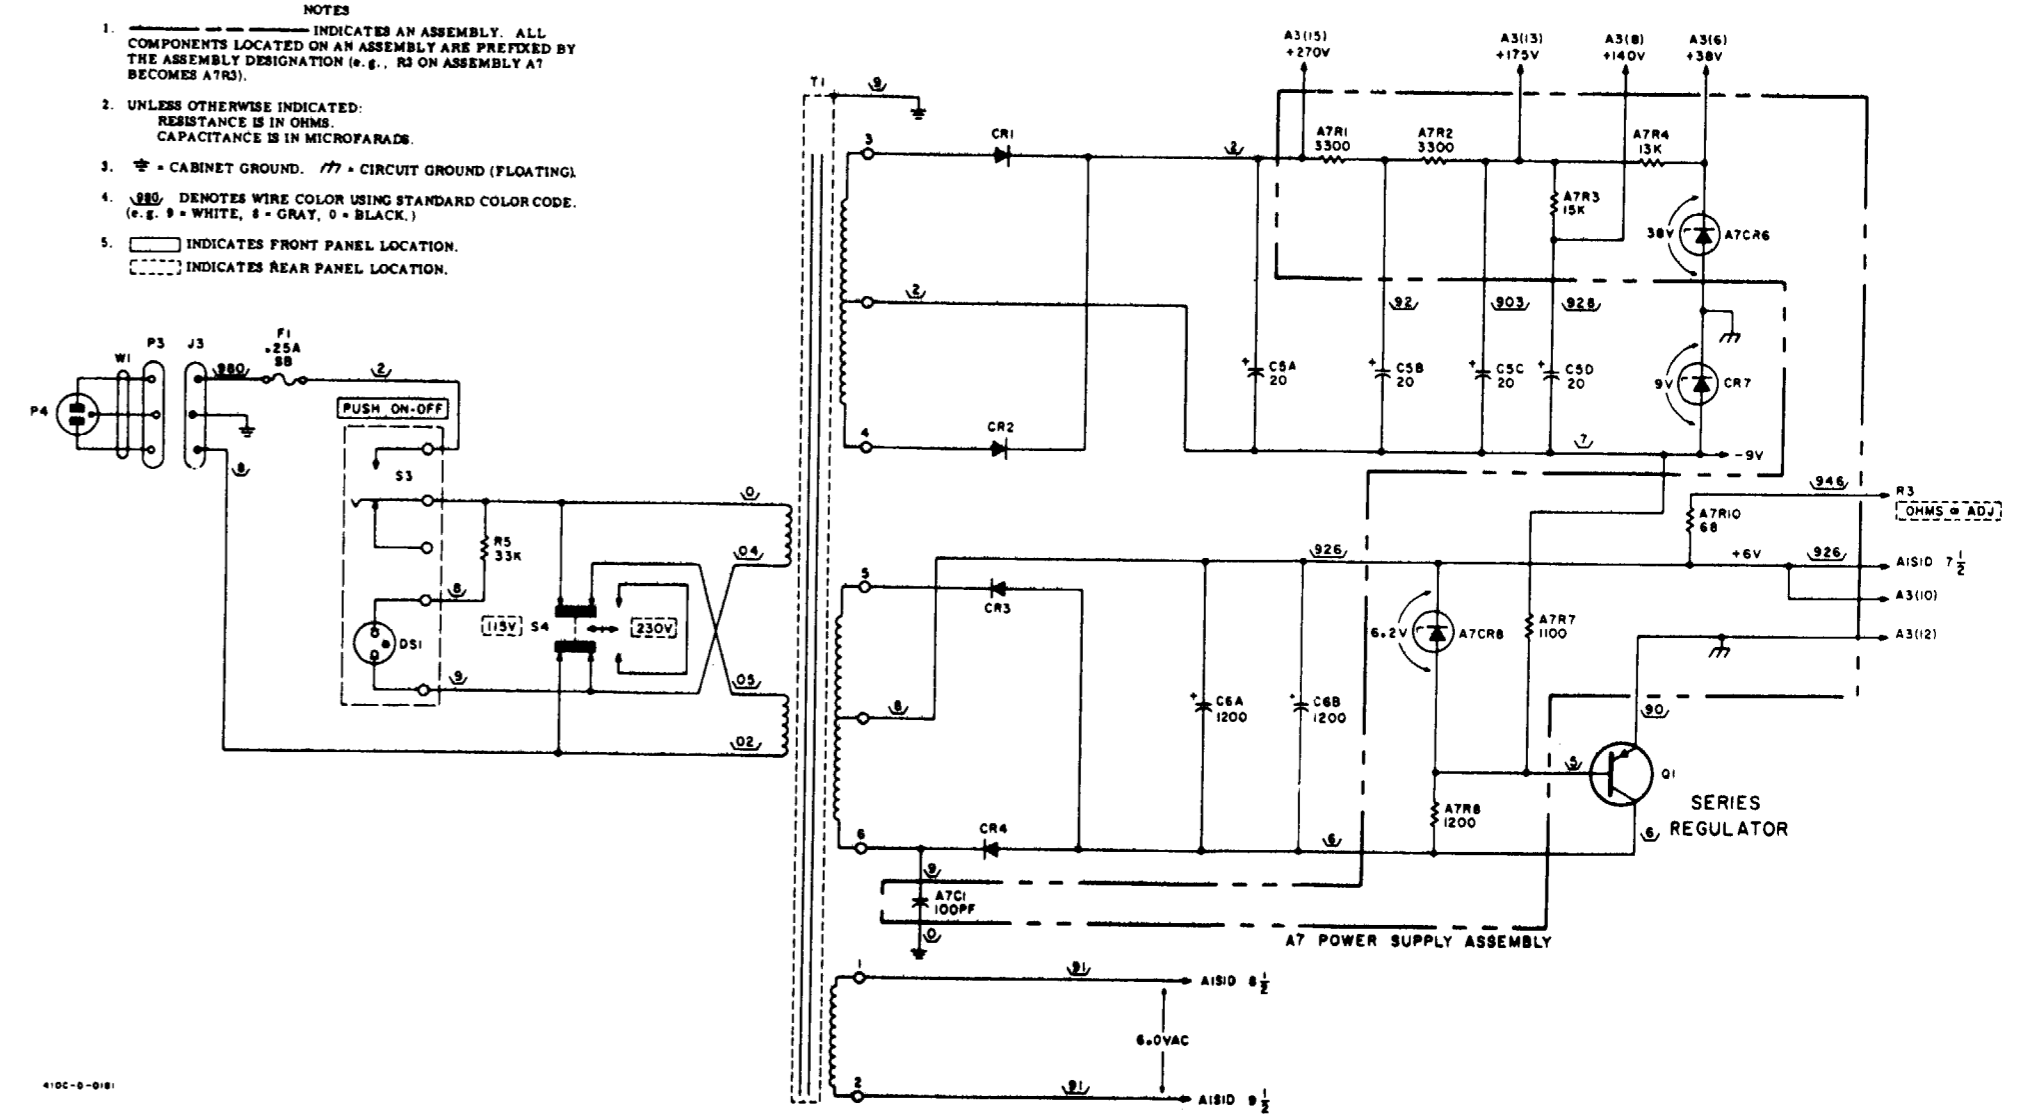 NOTES
1. INDICATES AN ASSEMBLY. ALL
COMPONENTS LOCATED ON AN ASSEMBLY ARE PREFIXED BY
THE ASSEMBLY DESIGNATION (e.g., R3 ON ASSEMBLY A7
BECOMES A7R3).
2. UNLESS OTHERWISE INDICATED:
RESISTANCE IS IN OHMS.
CAPACITANCE IS IN MICROFARADS.
3. = CABINET GROUND. = CIRCUIT GROUND (FLOATING).
4. 980 DENOTES WIRE COLOR USING STANDARD COLOR CODE.
(e.g. 9 = WHITE, 8 = GRAY, 0 = BLACK.)
5. INDICATES FRONT PANEL LOCATION.
INDICATES REAR PANEL LOCATION.
P4
W1
P3
J3
980
F1
.25A
SB
2
8
PUSH ON-OFF
S3
R5
33K
8
DS1
9
115V
S4
230V
0
04
05
02
T1
9
3
CR1
2
2
4
CR2
A3(15)
+270V
A3(13)
+175V
A3(8)
+140V
A3(6)
+38V
A7R1
3300
A7R2
3300
A7R4
13K
A7R3
15K
38V
A7CR6
92
903
928
+
C5A
20
+
C5B
20
+
C5C
20
+
C5D
20
9V
CR7
7
-9V
946
R3
OHMS ∞ ADJ
A7R10
68
5
CR3
926
+6V
926
A1S1D 7 1/2
A3(10)
A3(12)
6.2V
A7CR8
A7R7
1100
8
+
C6A
1200
+
C6B
1200
90
5
Q1
SERIES
REGULATOR
6
A7R8
1200
6
6
CR4
9
A7C1
100PF
0
A7 POWER SUPPLY ASSEMBLY
1
91
A1S1D 8 1/2
6.0VAC
2
91
A1S1D 9 1/2
410C-D-0181